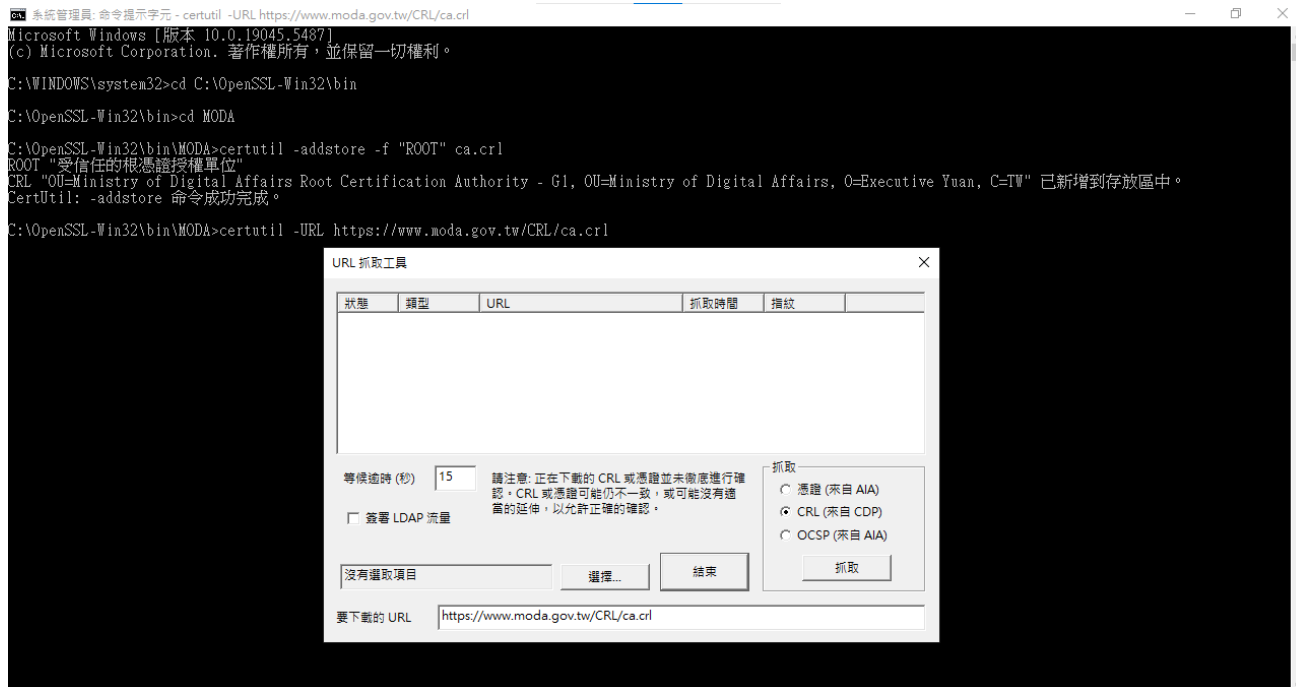 系統管理員: 命令提示字元 - certutil -URL https://www.moda.gov.tw/CRL/ca.crl
Microsoft Windows [版本 10.0.19045.5487]
(c) Microsoft Corporation. 著作權所有，並保留一切權利。
C:\WINDOWS\system32>cd C:\OpenSSL-Win32\bin
C:\OpenSSL-Win32\bin>cd MODA
C:\OpenSSL-Win32\bin\MODA>certutil -addstore -f "ROOT" ca.crl
ROOT "受信任的根憑證授權單位"
CRL "OU=Ministry of Digital Affairs Root Certification Authority - G1, OU=Ministry of Digital Affairs, O=Executive Yuan, C=TW" 已新增到存放區中。
CertUtil: -addstore 命令成功完成。
C:\OpenSSL-Win32\bin\MODA>certutil -URL https://www.moda.gov.tw/CRL/ca.crl
URL 抓取工具
狀態 類型 URL 抓取時間 指紋
等候逾時 (秒) 15
請注意: 正在下載的 CRL 或憑證並未徹底進行確
認。CRL 或憑證可能仍不一致，或可能沒有適
當的延伸，以允許正確的確認。
簽署 LDAP 流量
抓取
憑證 (來自 AIA)
CRL (來自 CDP)
OCSP (來自 AIA)
抓取
沒有選取項目 選擇... 結束
要下載的 URL https://www.moda.gov.tw/CRL/ca.crl